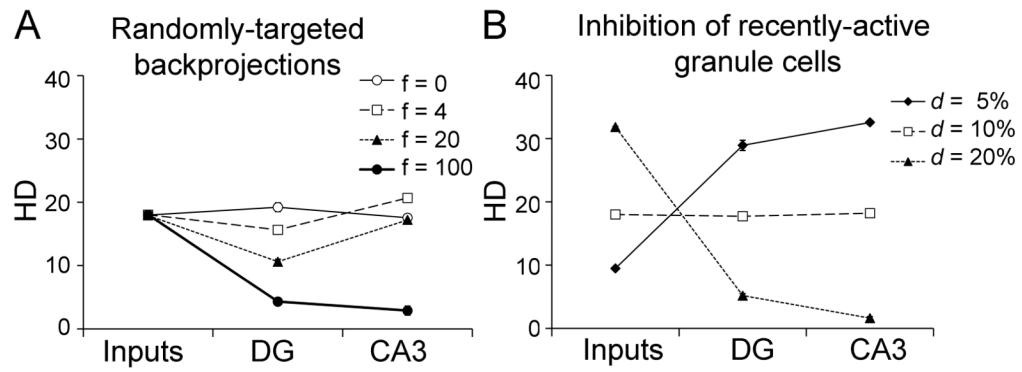 A
Randomly-targeted
backprojections
HD
40
30
20
10
0
f = 0
f = 4
f = 20
f = 100
Inputs
DG
CA3
B
Inhibition of recently-active
granule cells
HD
40
30
20
10
0
d = 5%
d = 10%
d = 20%
Inputs
DG
CA3